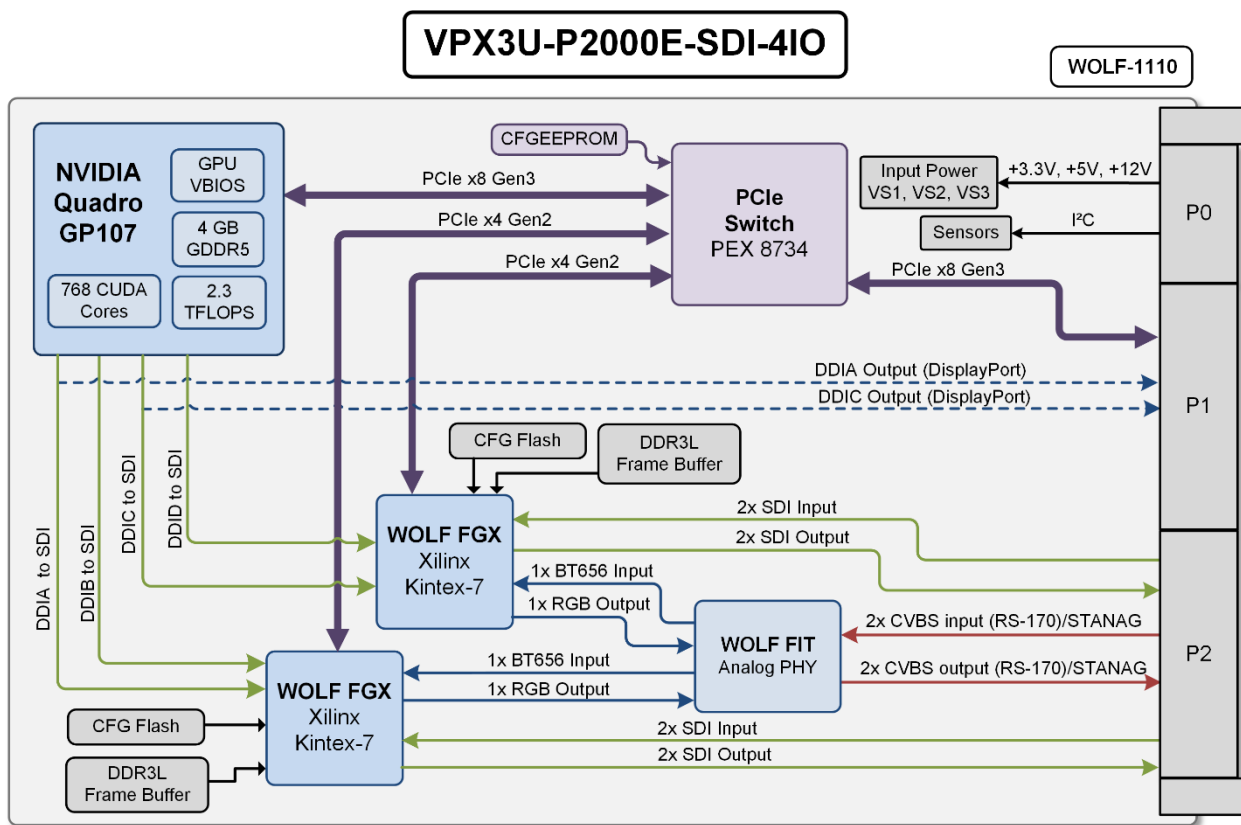 VPX3U-P2000E-SDI-4IO
WOLF-1110
NVIDIA
Quadro
GP107
GPU
VBIOS
4 GB
GDDR5
768 CUDA
Cores
2.3
TFLOPS
CFGEEPROM
PCIe x8 Gen3
PCIe x4 Gen2
PCIe x4 Gen2
PCIe
Switch
PEX 8734
Input Power
VS1, VS2, VS3
+3.3V, +5V, +12V
Sensors
I²C
P0
PCIe x8 Gen3
DDIA Output (DisplayPort)
DDIC Output (DisplayPort)
P1
DDIA to SDI
DDIB to SDI
DDIC to SDI
DDID to SDI
CFG Flash
DDR3L
Frame Buffer
WOLF FGX
Xilinx
Kintex-7
2x SDI Input
2x SDI Output
1x BT656 Input
1x RGB Output
WOLF FIT
Analog PHY
2x CVBS input (RS-170)/STANAG
2x CVBS output (RS-170)/STANAG
P2
1x BT656 Input
1x RGB Output
WOLF FGX
Xilinx
Kintex-7
CFG Flash
DDR3L
Frame Buffer
2x SDI Input
2x SDI Output